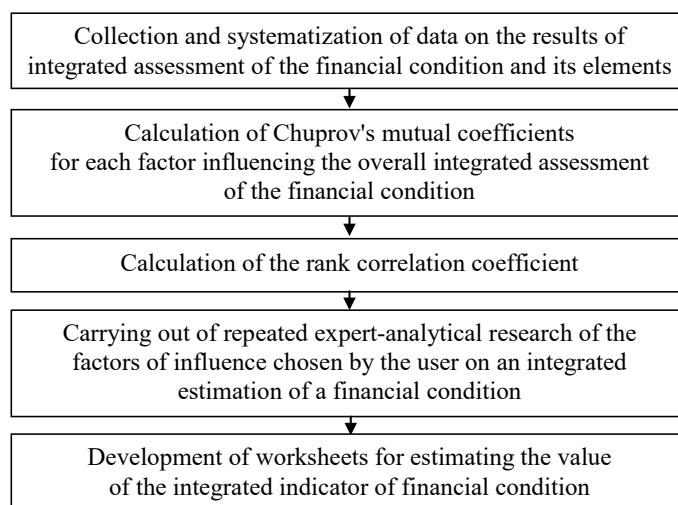 Collection and systematization of data on the results of
integrated assessment of the financial condition and its elements
Calculation of Chuprov's mutual coefficients
for each factor influencing the overall integrated assessment
of the financial condition
Calculation of the rank correlation coefficient
Carrying out of repeated expert-analytical research of the
factors of influence chosen by the user on an integrated
estimation of a financial condition
Development of worksheets for estimating the value
of the integrated indicator of financial condition